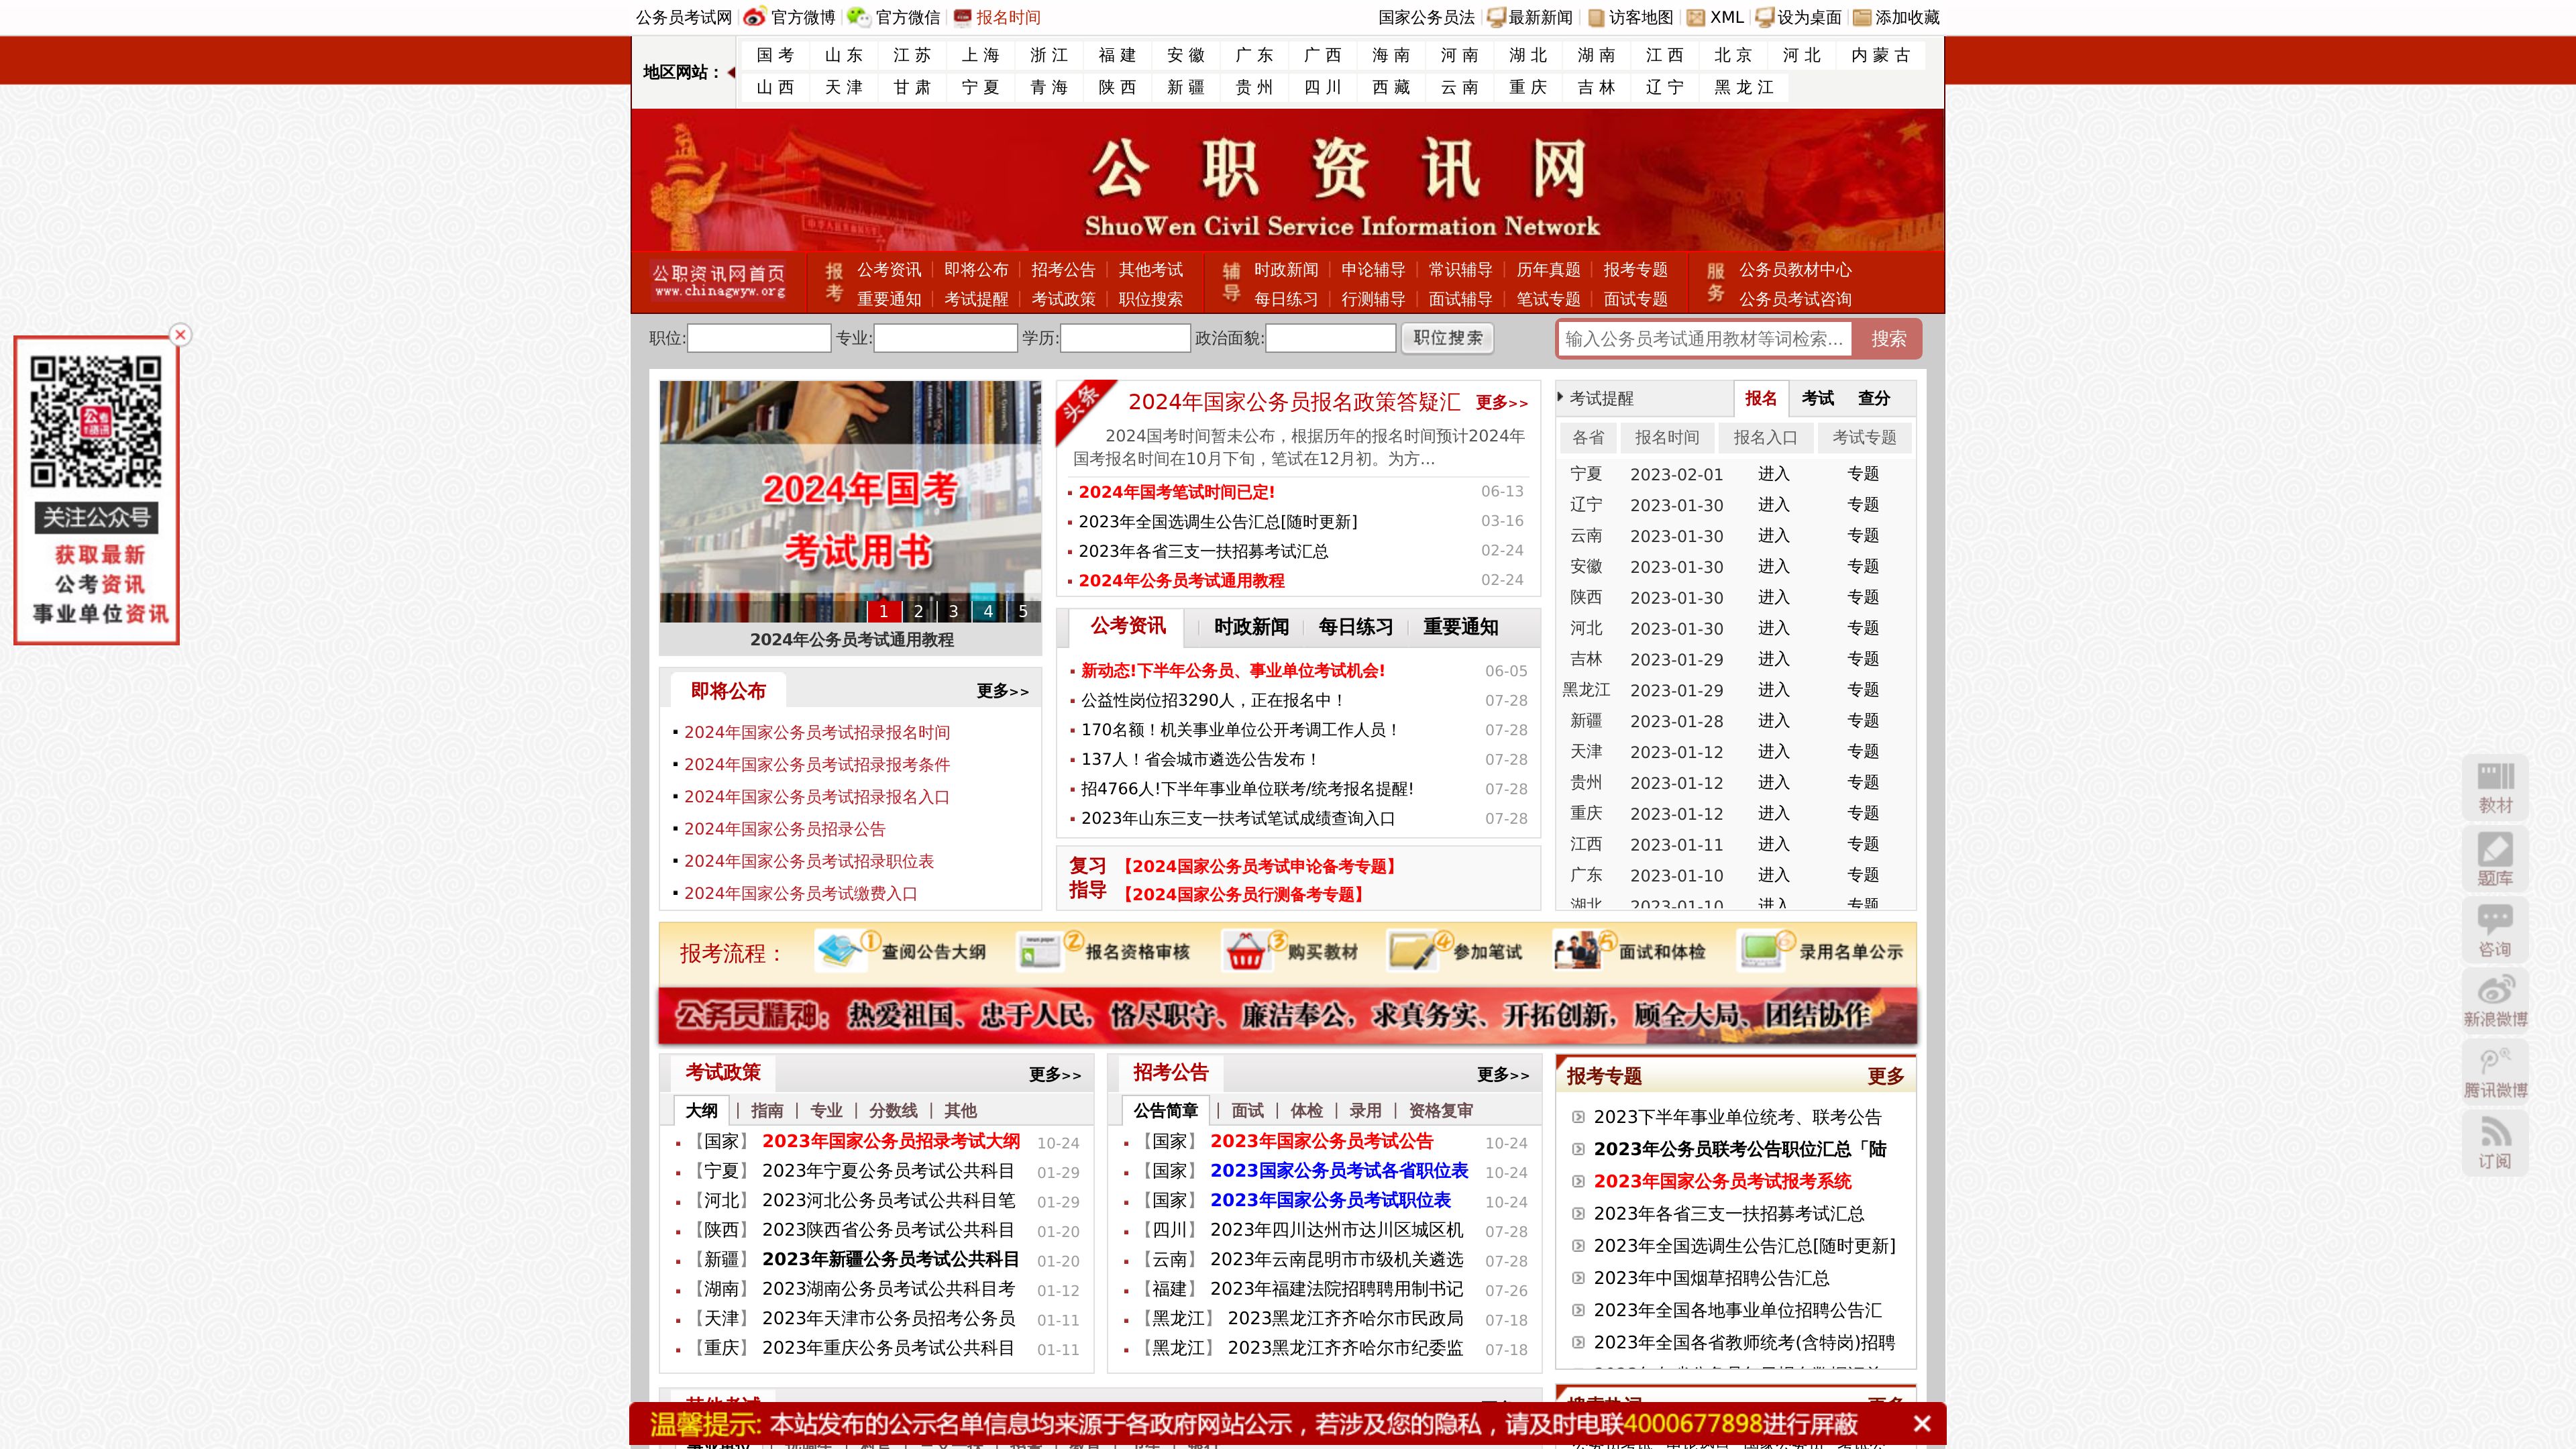 公务员考试网 官方微博 官方微信 报名时间 国家公务员法 最新新闻 访客地图 XML 设为桌面 添加收藏
地区网站：
国考 山东 江苏 上海 浙江 福建 安徽 广东 广西 海南 河南 湖北 湖南 江西 北京 河北 内蒙古
山西 天津 甘肃 宁夏 青海 陕西 新疆 贵州 四川 西藏 云南 重庆 吉林 辽宁 黑龙江
公职资讯网
ShuoWen Civil Service Information Network
公职资讯网首页
www.chinagwyw.org
报考
公考资讯 即将公布 招考公告 其他考试
重要通知 考试提醒 考试政策 职位搜索
辅导
时政新闻 申论辅导 常识辅导 历年真题 报考专题
每日练习 行测辅导 面试辅导 笔试专题 面试专题
服务
公务员教材中心
公务员考试咨询
职位: 专业: 学历: 政治面貌: 职位搜索
输入公务员考试通用教材等词检索... 搜索
公考资讯
关注公众号
获取最新
公考资讯
事业单位资讯
2024年国考
考试用书
1 2 3 4 5
2024年公务员考试通用教程
即将公布 更多>>
2024年国家公务员考试招录报名时间
2024年国家公务员考试招录报考条件
2024年国家公务员考试招录报名入口
2024年国家公务员招录公告
2024年国家公务员考试招录职位表
2024年国家公务员考试缴费入口
头条
2024年国家公务员报名政策答疑汇 更多>>
2024国考时间暂未公布，根据历年的报名时间预计2024年
国考报名时间在10月下旬，笔试在12月初。为方...
2024年国考笔试时间已定! 06-13
2023年全国选调生公告汇总[随时更新] 03-16
2023年各省三支一扶招募考试汇总 02-24
2024年公务员考试通用教程 02-24
公考资讯 时政新闻 每日练习 重要通知
新动态!下半年公务员、事业单位考试机会! 06-05
公益性岗位招3290人，正在报名中！ 07-28
170名额！机关事业单位公开考调工作人员！ 07-28
137人！省会城市遴选公告发布！ 07-28
招4766人!下半年事业单位联考/统考报名提醒! 07-28
2023年山东三支一扶考试笔试成绩查询入口 07-28
复习指导
【2024国家公务员考试申论备考专题】
【2024国家公务员行测备考专题】
考试提醒 报名 考试 查分
各省 报名时间 报名入口 考试专题
宁夏 2023-02-01 进入 专题
辽宁 2023-01-30 进入 专题
云南 2023-01-30 进入 专题
安徽 2023-01-30 进入 专题
陕西 2023-01-30 进入 专题
河北 2023-01-30 进入 专题
吉林 2023-01-29 进入 专题
黑龙江 2023-01-29 进入 专题
新疆 2023-01-28 进入 专题
天津 2023-01-12 进入 专题
贵州 2023-01-12 进入 专题
重庆 2023-01-12 进入 专题
江西 2023-01-11 进入 专题
广东 2023-01-10 进入 专题
湖北 2023-01-10 进入 专题
报考流程： ①查阅公告大纲 ②报名资格审核 ③购买教材 ④参加笔试 ⑤面试和体检 ⑥录用名单公示
公务员精神：热爱祖国、忠于人民，恪尽职守、廉洁奉公，求真务实、开拓创新，顾全大局、团结协作
考试政策 更多>>
大纲 | 指南 | 专业 | 分数线 | 其他
【国家】 2023年国家公务员招录考试大纲 10-24
【宁夏】 2023年宁夏公务员考试公共科目 01-29
【河北】 2023河北公务员考试公共科目笔 01-29
【陕西】 2023陕西省公务员考试公共科目 01-20
【新疆】 2023年新疆公务员考试公共科目 01-20
【湖南】 2023湖南公务员考试公共科目考 01-12
【天津】 2023年天津市公务员招考公务员 01-11
【重庆】 2023年重庆公务员考试公共科目 01-11
招考公告 更多>>
公告简章 | 面试 | 体检 | 录用 | 资格复审
【国家】 2023年国家公务员考试公告 10-24
【国家】 2023国家公务员考试各省职位表 10-24
【国家】 2023年国家公务员考试职位表 10-24
【四川】 2023年四川达州市达川区城区机 07-28
【云南】 2023年云南昆明市市级机关遴选 07-28
【福建】 2023年福建法院招聘聘用制书记 07-26
【黑龙江】 2023黑龙江齐齐哈尔市民政局 07-18
【黑龙江】 2023黑龙江齐齐哈尔市纪委监 07-18
报考专题 更多
2023下半年事业单位统考、联考公告
2023年公务员联考公告职位汇总「陆
2023年国家公务员考试报考系统
2023年各省三支一扶招募考试汇总
2023年全国选调生公告汇总[随时更新]
2023年中国烟草招聘公告汇总
2023年全国各地事业单位招聘公告汇
2023年全国各省教师统考(含特岗)招聘
教材
题库
咨询
新浪微博
腾讯微博
订阅
温馨提示: 本站发布的公示名单信息均来源于各政府网站公示，若涉及您的隐私，请及时电联4000677898进行屏蔽